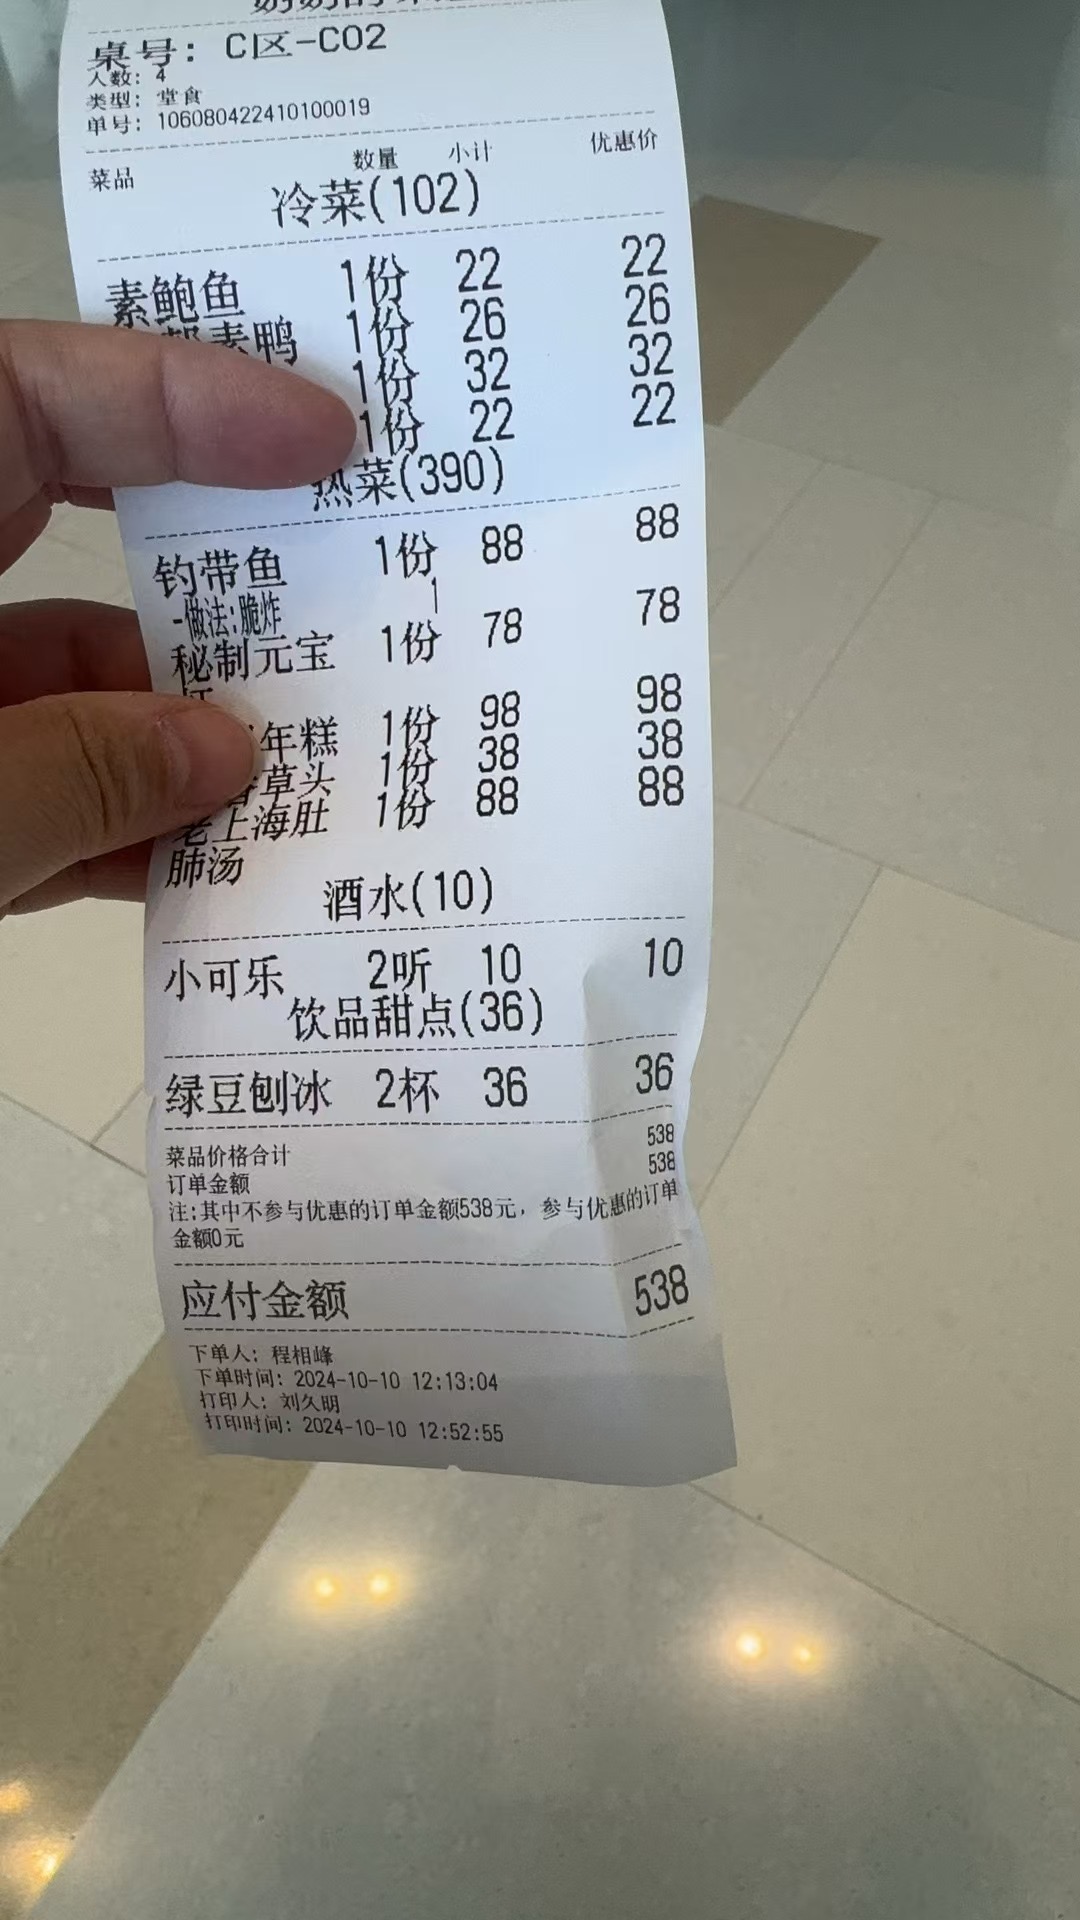 桌号: C区-C02
人数: 4
类型: 堂食
单号: 106080422410100019
菜品 数量 小计 优惠价
冷菜(102)
素鲍鱼 1份 22 22
素鸭 1份 26 26
1份 32 32
1份 22 22
热菜(390)
钓带鱼 1份 88 88
-做法:脆炸 1
秘制元宝 1份 78 78
年糕 1份 98 98
草头 1份 38 38
老上海肚 1份 88 88
肺汤
酒水(10)
小可乐 2听 10 10
饮品甜点(36)
绿豆刨冰 2杯 36 36
菜品价格合计 538
订单金额 538
注:其中不参与优惠的订单金额538元，参与优惠的订单
金额0元
应付金额 538
下单人: 程相峰
下单时间: 2024-10-10 12:13:04
打印人: 刘久明
打印时间: 2024-10-10 12:52:55